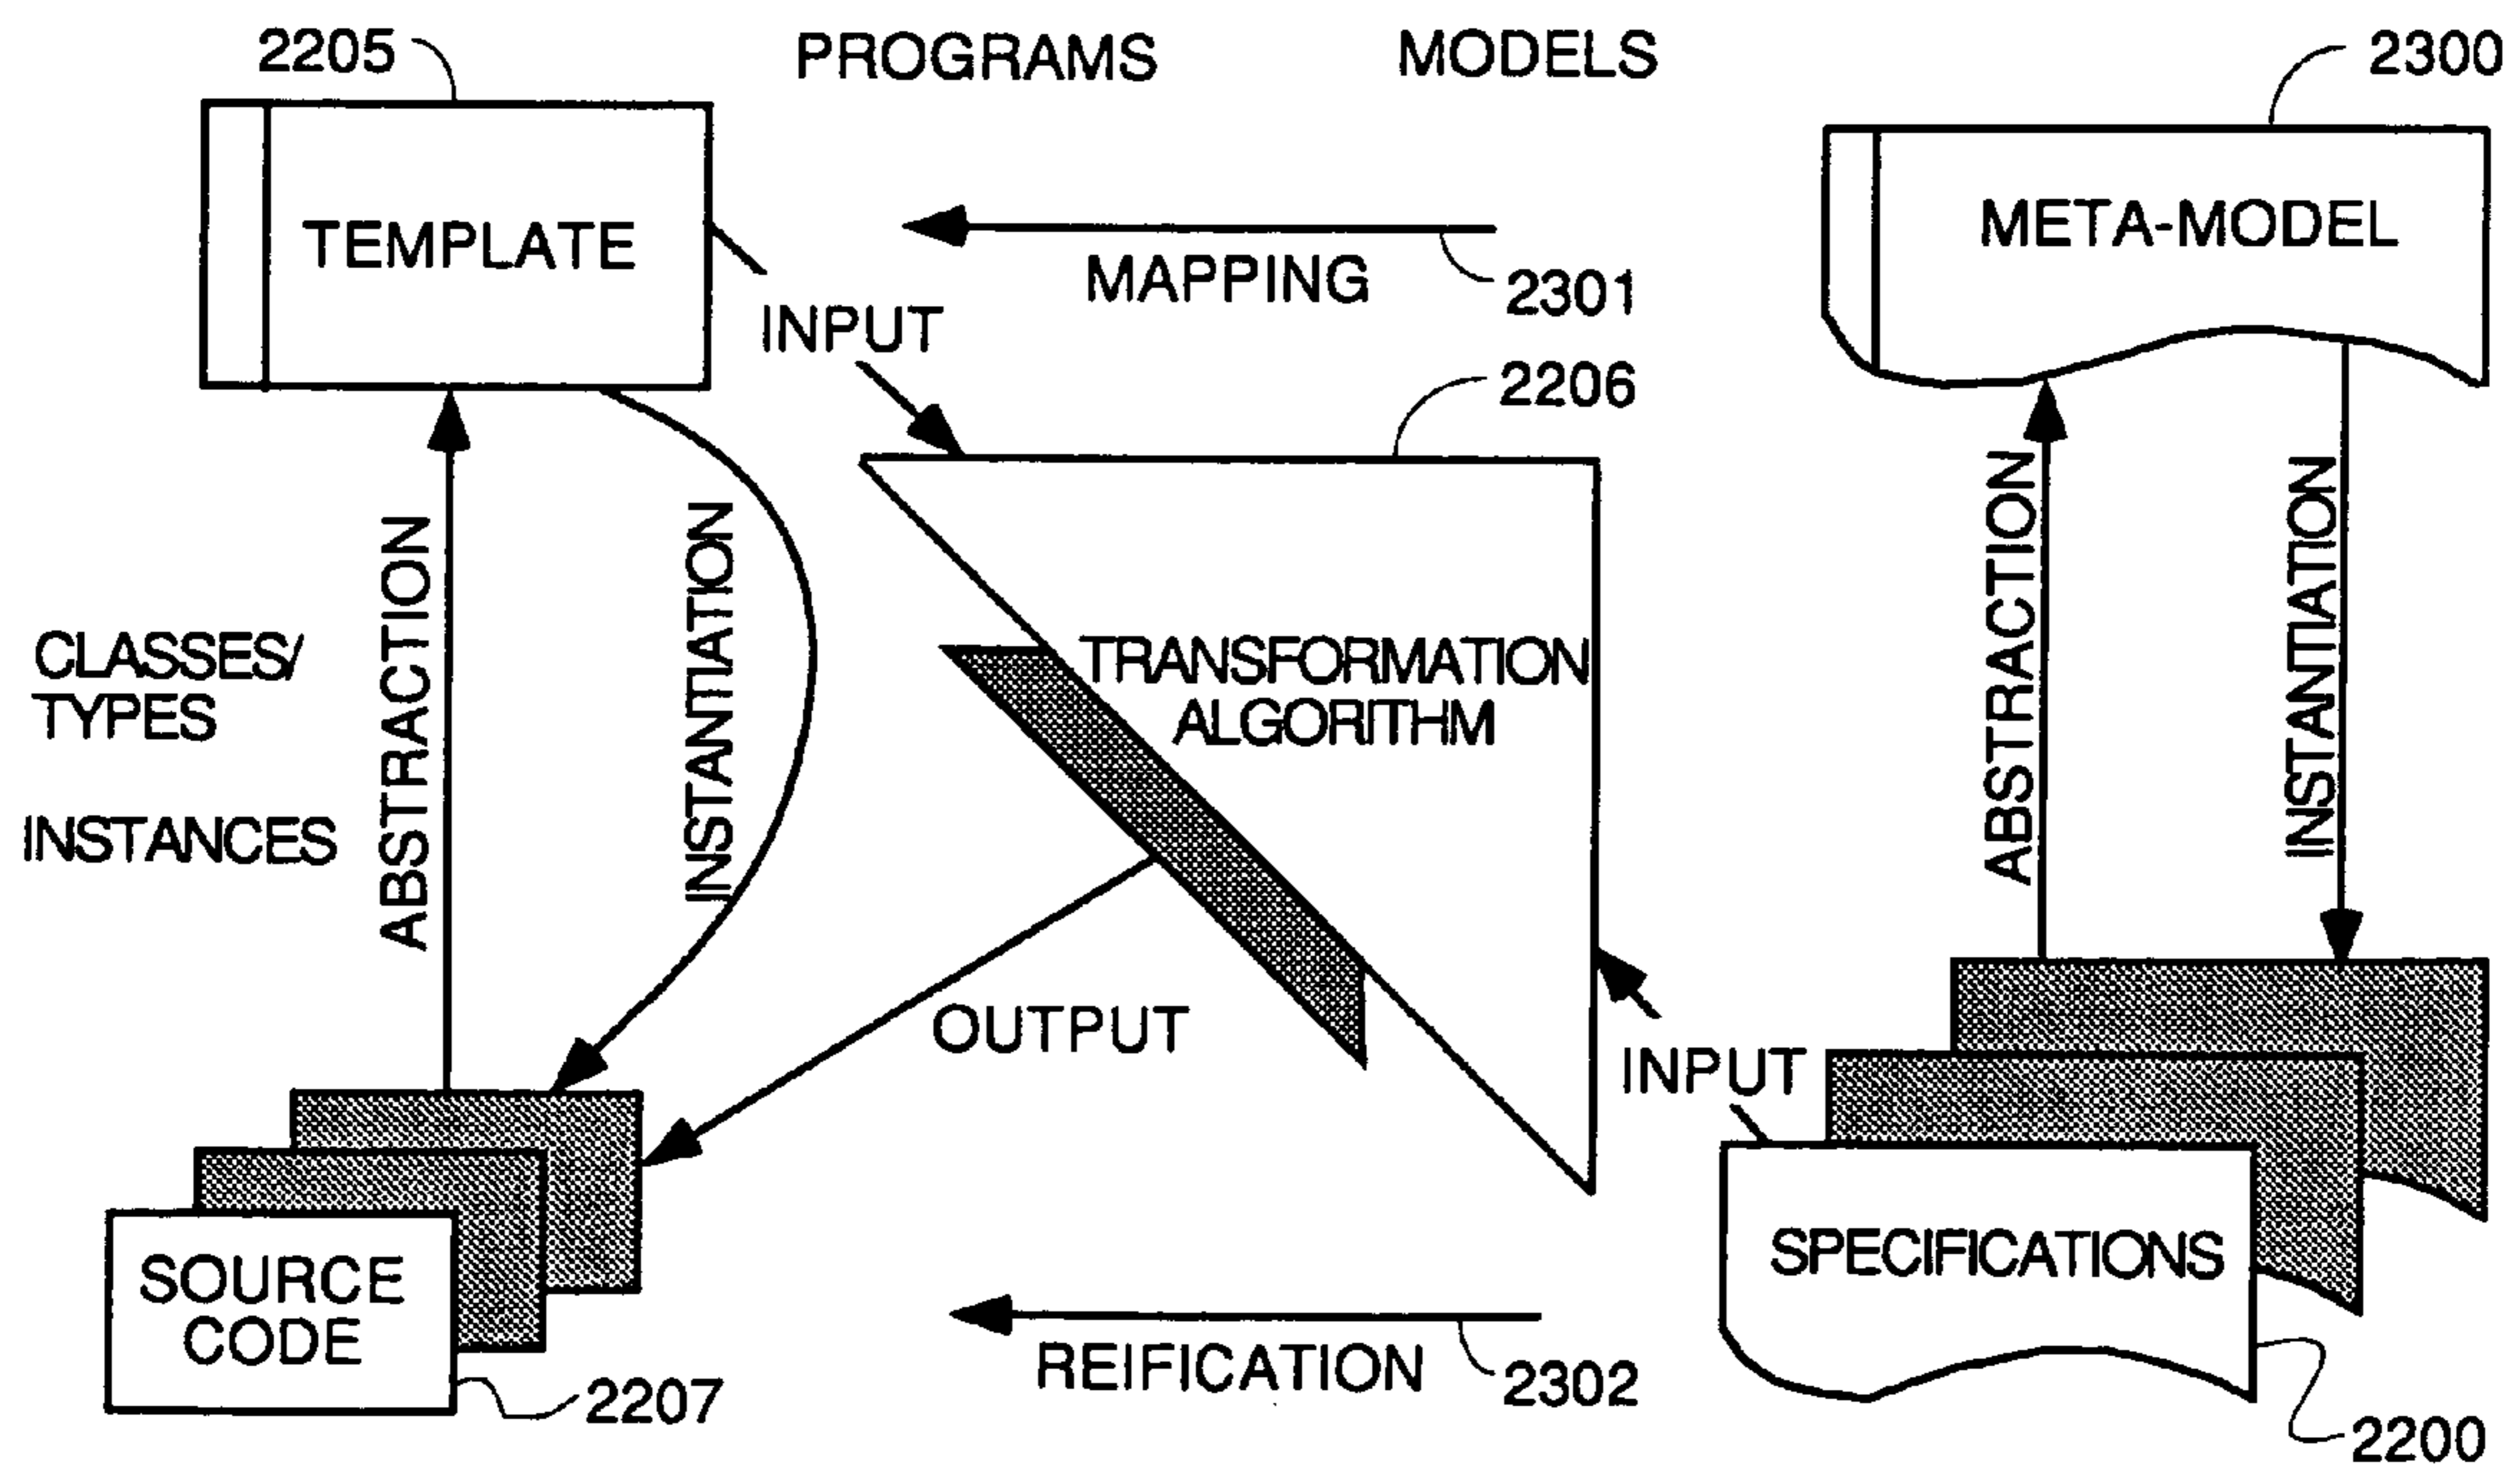 2205
PROGRAMS
MODELS
2300
TEMPLATE
META-MODEL
MAPPING
2301
INPUT
2206
ABSTRACTION
INSTANTIATION
ABSTRACTION
INSTANTIATION
CLASSES/
TYPES
TRANSFORMATION
ALGORITHM
INSTANCES
OUTPUT
INPUT
SPECIFICATIONS
SOURCE
CODE
REIFICATION
2302
2207
2200